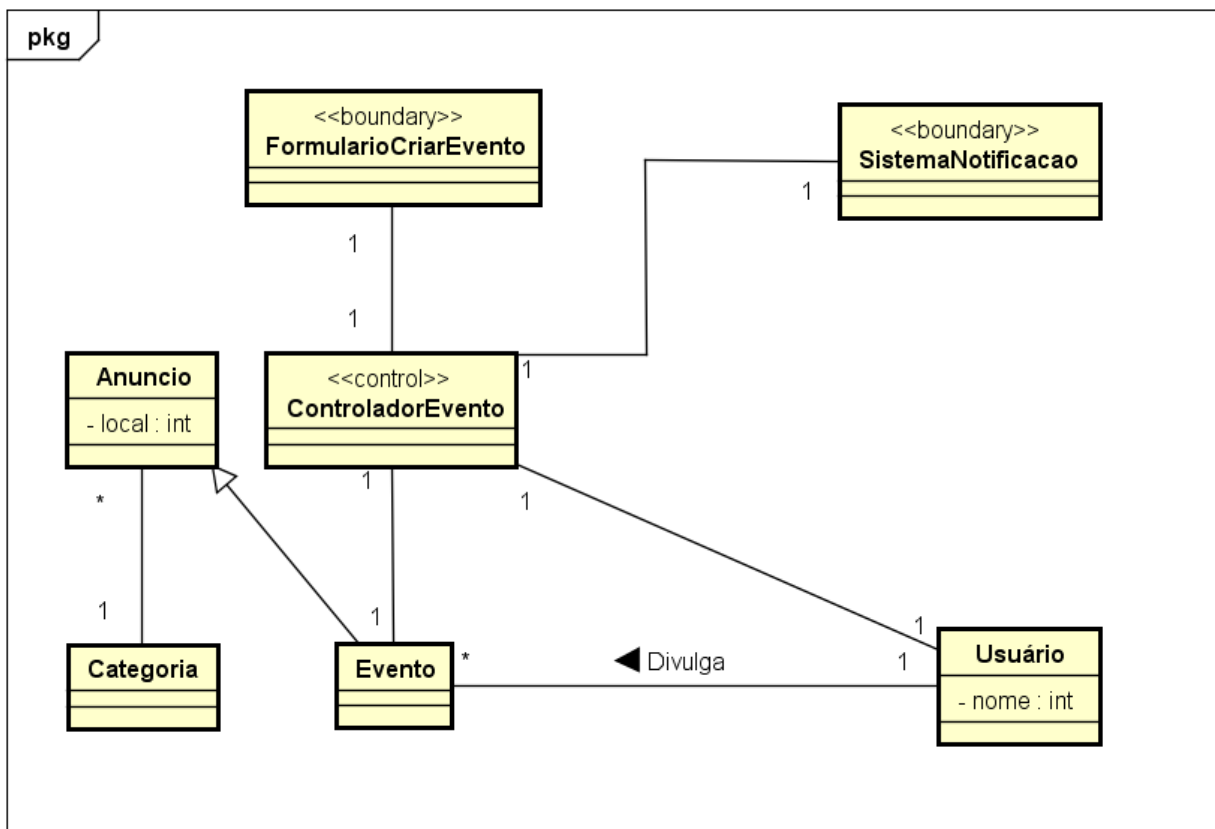 pkg
<<boundary>>
FormularioCriarEvento
<<boundary>>
SistemaNotificacao
1
1
1
1
Anuncio
- local : int
<<control>>
ControladorEvento
*
1
1
1
1
1
Categoria
Evento
*
◀ Divulga
1
Usuário
- nome : int